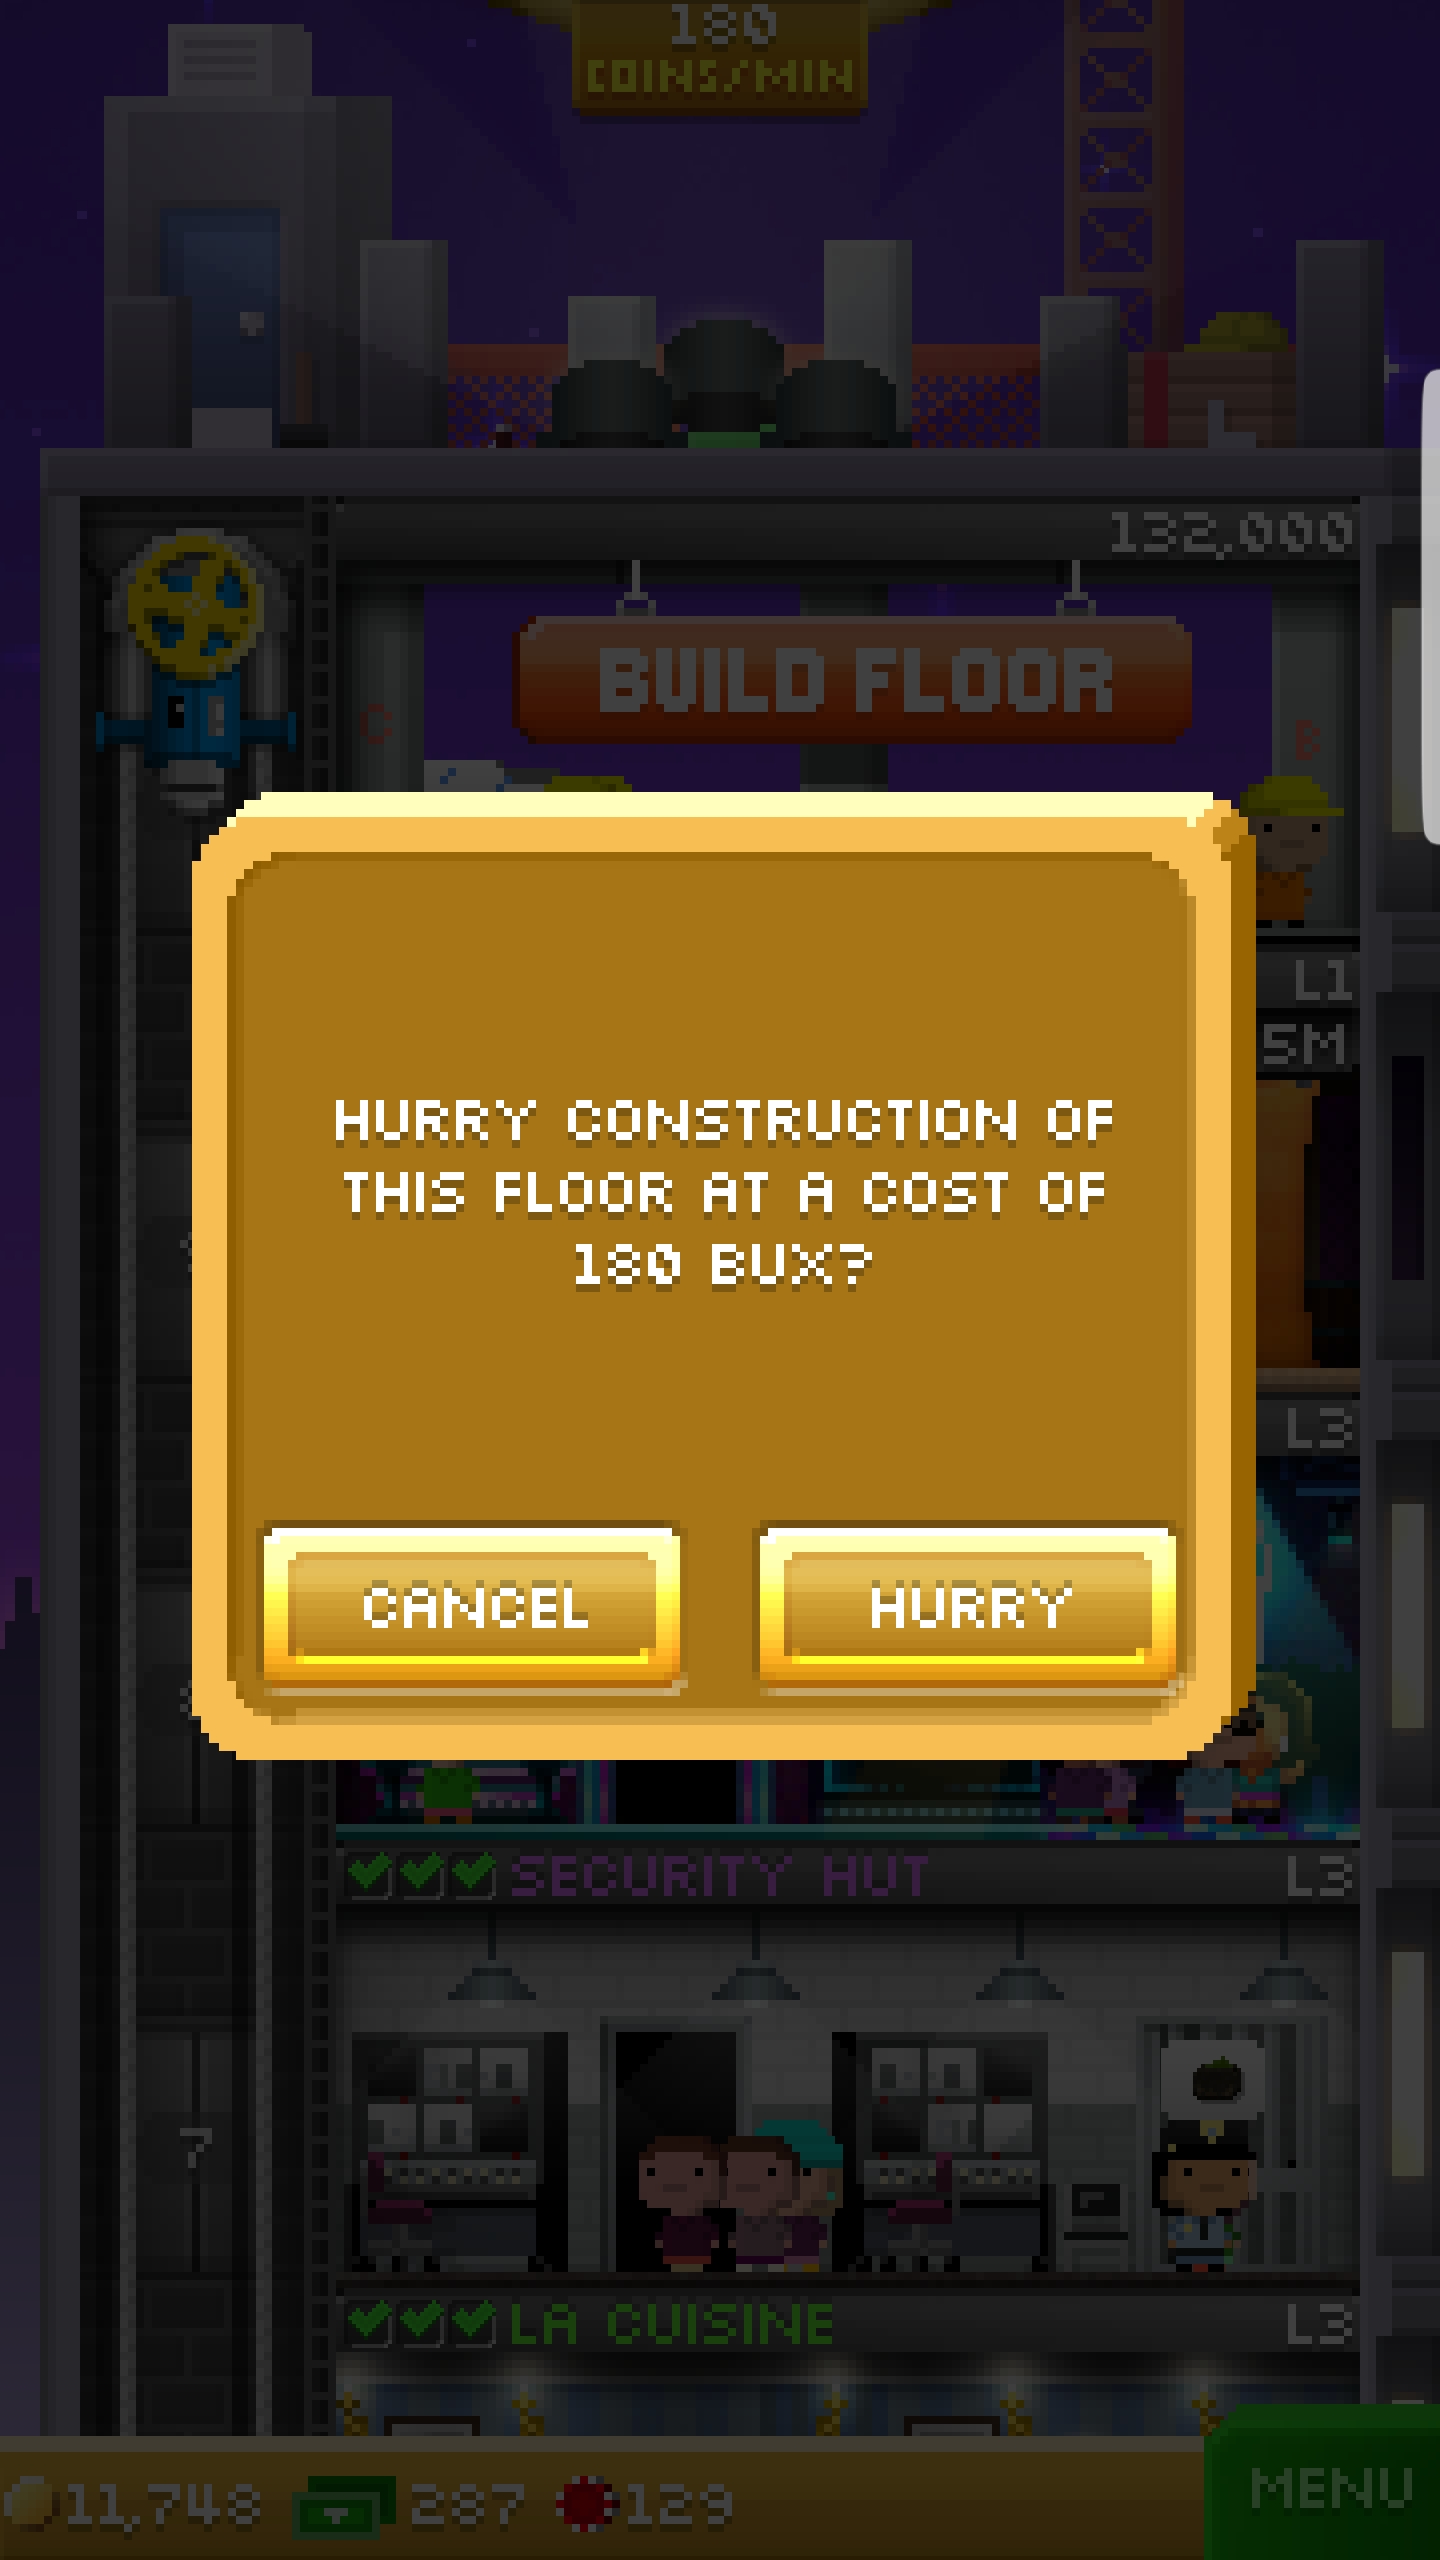 180
COINS/MIN
132,000
BUILD FLOOR
C
B
L1
5M
HURRY CONSTRUCTION OF
THIS FLOOR AT A COST OF
180 BUX?
L3
CANCEL
HURRY
SECURITY HUT
L3
7
LA CUISINE
L3
11,748
287
129
MENU